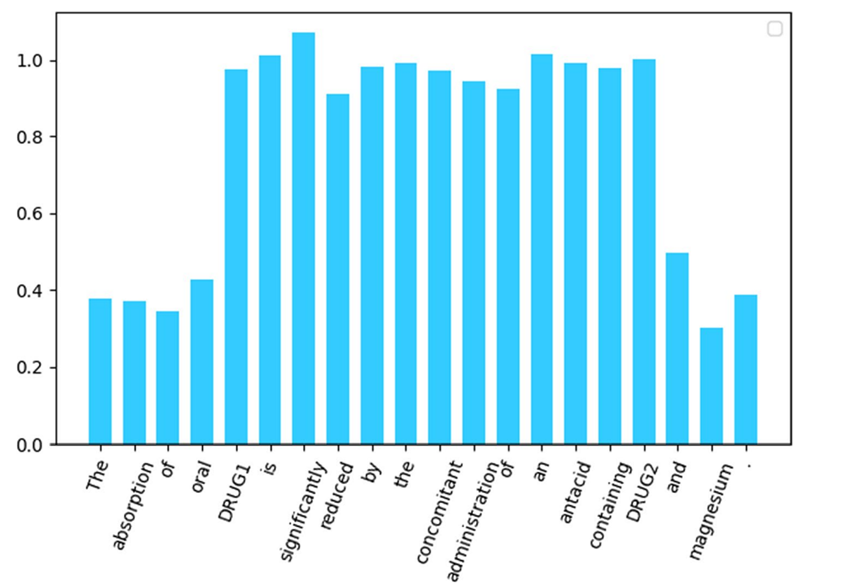 1.0
0.8
0.6
0.4
0.2
0.0
The
absorption
of
oral
DRUG1
is
significantly
reduced
by
the
concomitant
administration
of
an
antacid
containing
DRUG2
and
magnesium
.